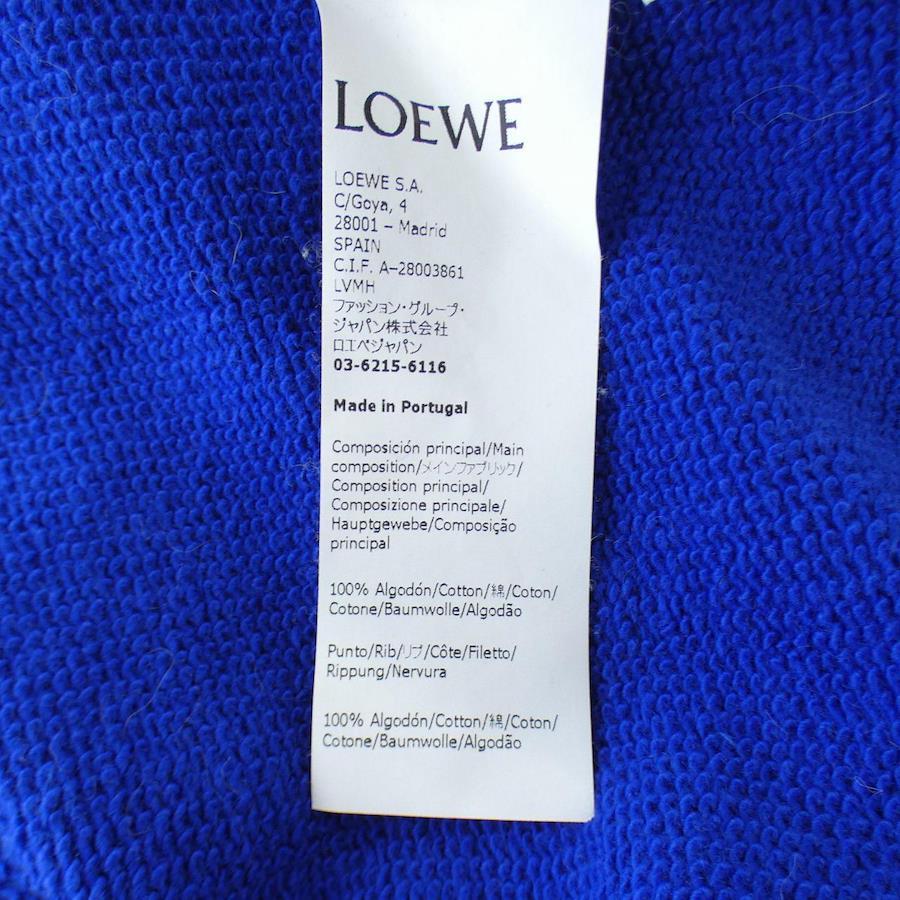 LOEWE
LOEWE S.A.
C/Goya, 4
28001 – Madrid
SPAIN
C.I.F. A–28003861
LVMH
ファッション・グループ・
ジャパン株式会社
ロエベジャパン
03-6215-6116
Made in Portugal
Composición principal/Main
composition/メインファブリック/
Composition principal/
Composizione principale/
Hauptgewebe/Composição
principal
100% Algodón/Cotton/綿/Coton/
Cotone/Baumwolle/Algodão
Punto/Rib/リブ/Côte/Filetto/
Rippung/Nervura
100% Algodón/Cotton/綿/Coton/
Cotone/Baumwolle/Algodão